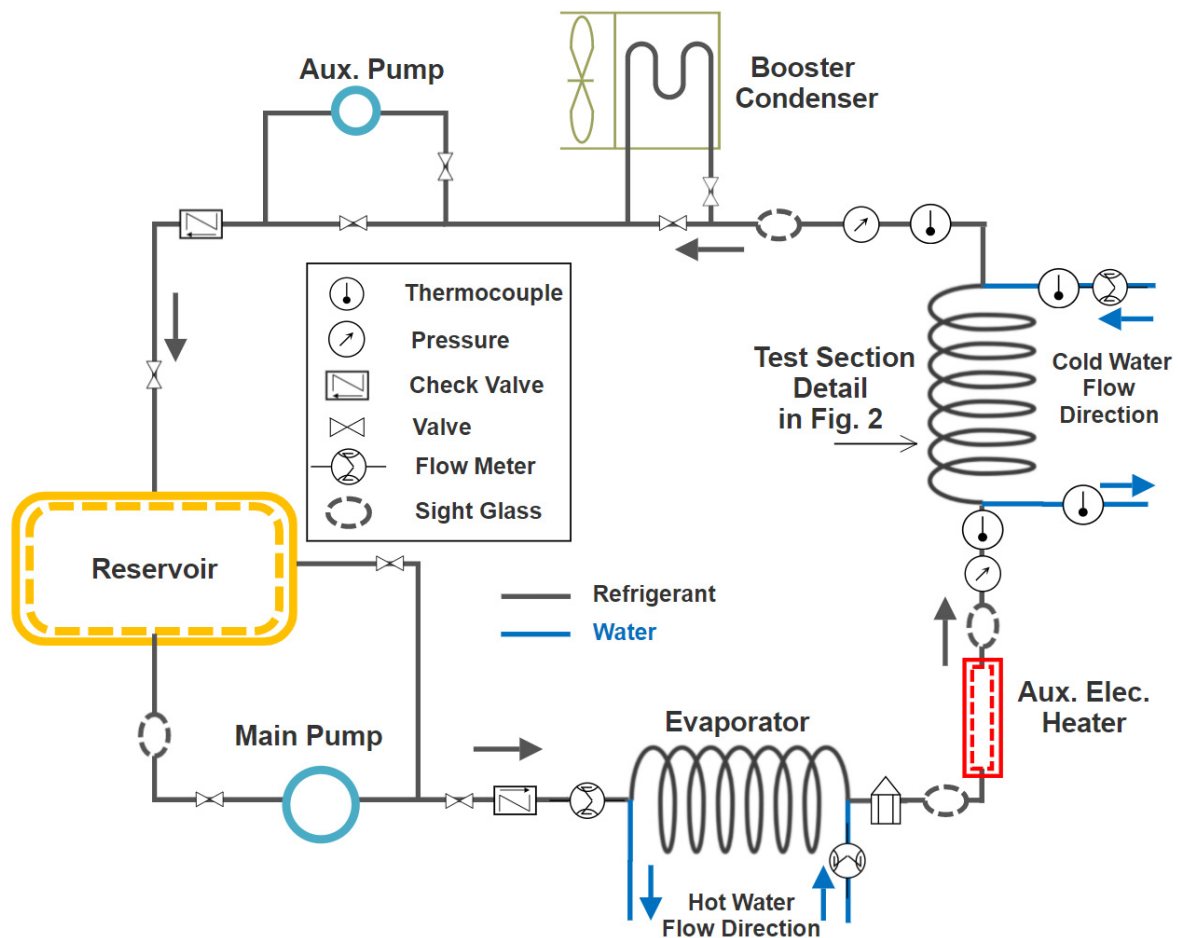 Aux. Pump
Booster
Condenser
Thermocouple
Pressure
Check Valve
Valve
Flow Meter
Sight Glass
Test Section
Detail
in Fig. 2
Cold Water
Flow
Direction
Reservoir
Refrigerant
Water
Main Pump
Evaporator
Aux. Elec.
Heater
Hot Water
Flow Direction